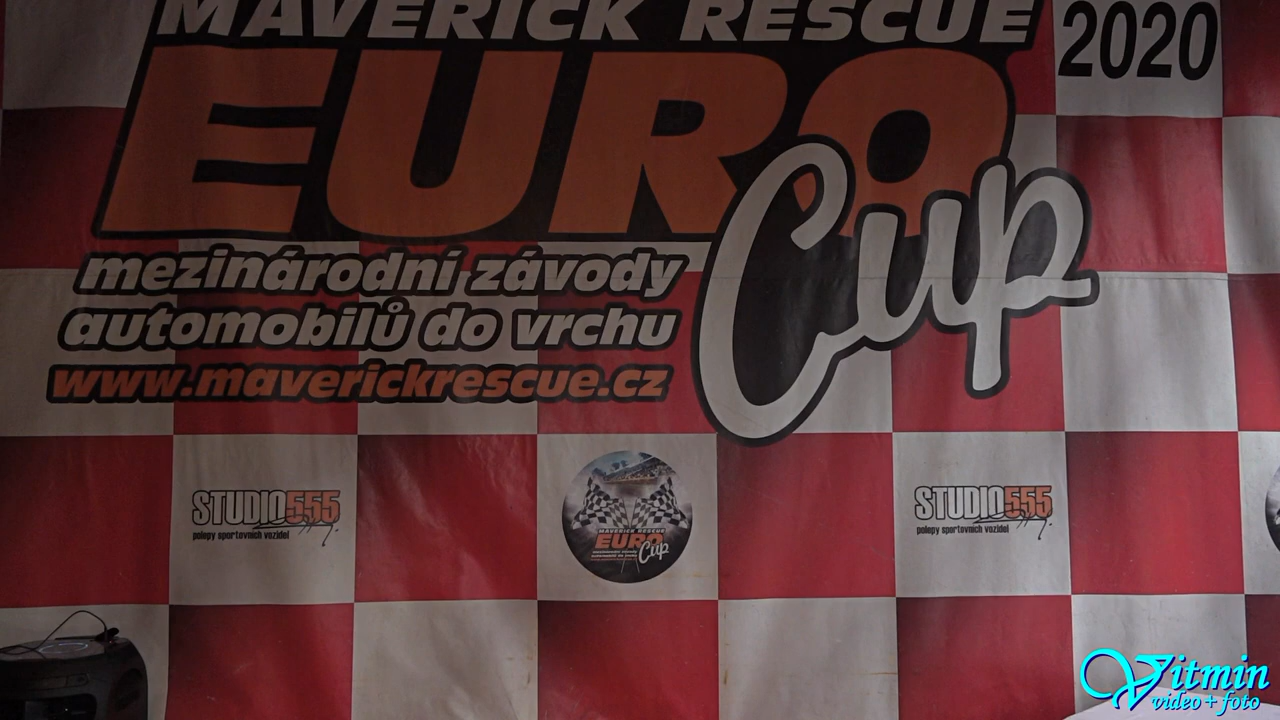 MAVERICK RESCUE
2020
EURO
Cup
mezinárodní závody
automobilů do vrchu
www.maverickrescue.cz
STUDIO555
polepy sportovních vozidel
MAVERICK RESCUE
EURO
Cup
STUDIO555
polepy sportovních vozidel
Vitmin
video+foto